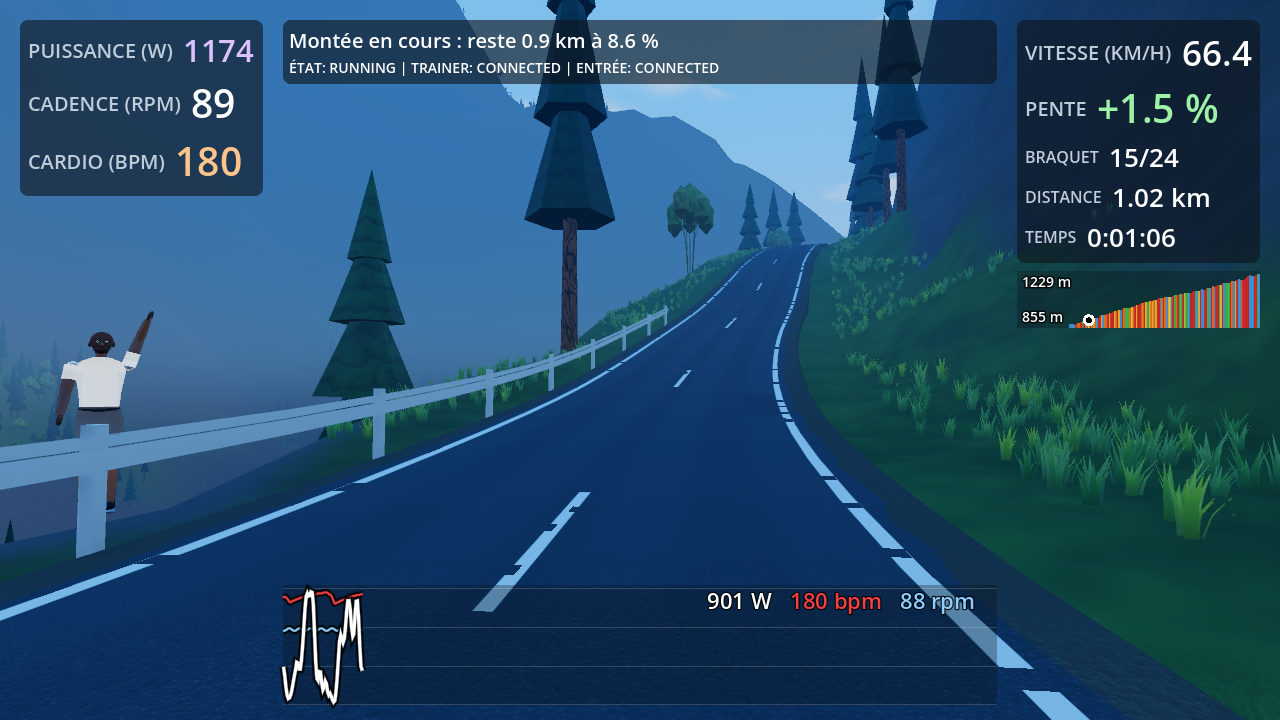 PUISSANCE (W) 1174
CADENCE (RPM) 89
CARDIO (BPM) 180
Montée en cours : reste 0.9 km à 8.6 %
ÉTAT: RUNNING | TRAINER: CONNECTED | ENTRÉE: CONNECTED
VITESSE (KM/H) 66.4
PENTE +1.5 %
BRAQUET 15/24
DISTANCE 1.02 km
TEMPS 0:01:06
1229 m
855 m
901 W 180 bpm 88 rpm